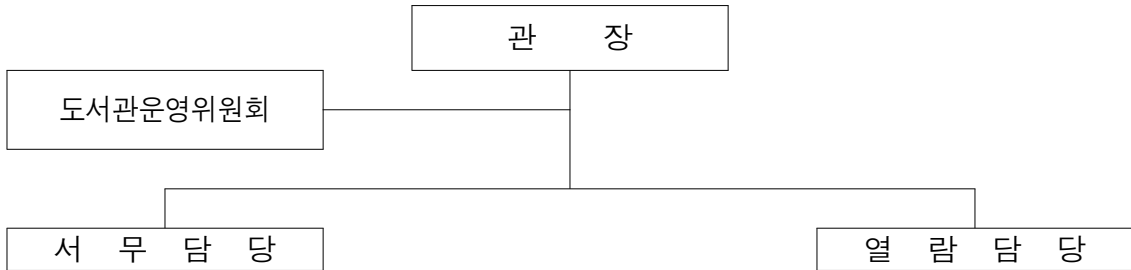 관 장
도서관운영위원회
서 무 담 당
열 람 담 당